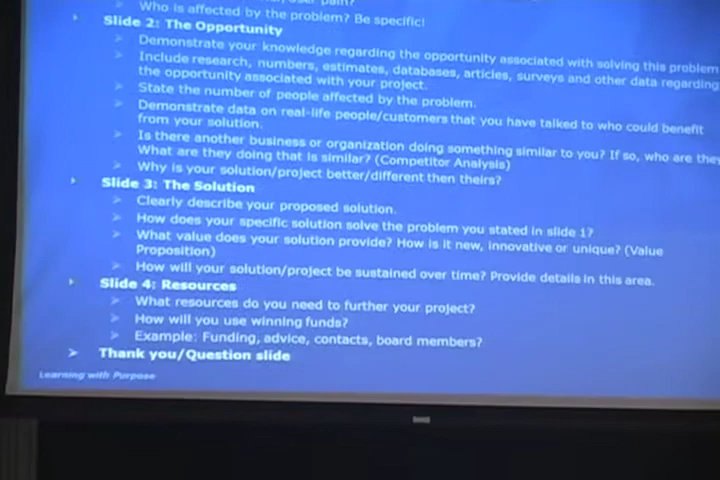 pain?
Who is affected by the problem? Be specific!
Slide 2: The Opportunity
Demonstrate your knowledge regarding the opportunity associated with solving this problem
Include research, numbers, estimates, databases, articles, surveys and other data regarding
the opportunity associated with your project.
State the number of people affected by the problem.
Demonstrate data on real-life people/customers that you have talked to who could benefit
from your solution.
Is there another business or organization doing something similar to you? If so, who are they
What are they doing that is similar? (Competitor Analysis)
Why is your solution/project better/different then theirs?
Slide 3: The Solution
Clearly describe your proposed solution.
How does your specific solution solve the problem you stated in slide 1?
What value does your solution provide? How is it new, innovative or unique? (Value
Proposition)
How will your solution/project be sustained over time? Provide details in this area.
Slide 4: Resources
What resources do you need to further your project?
How will you use winning funds?
Example: Funding, advice, contacts, board members?
Thank you/Question slide
Learning with Purpose